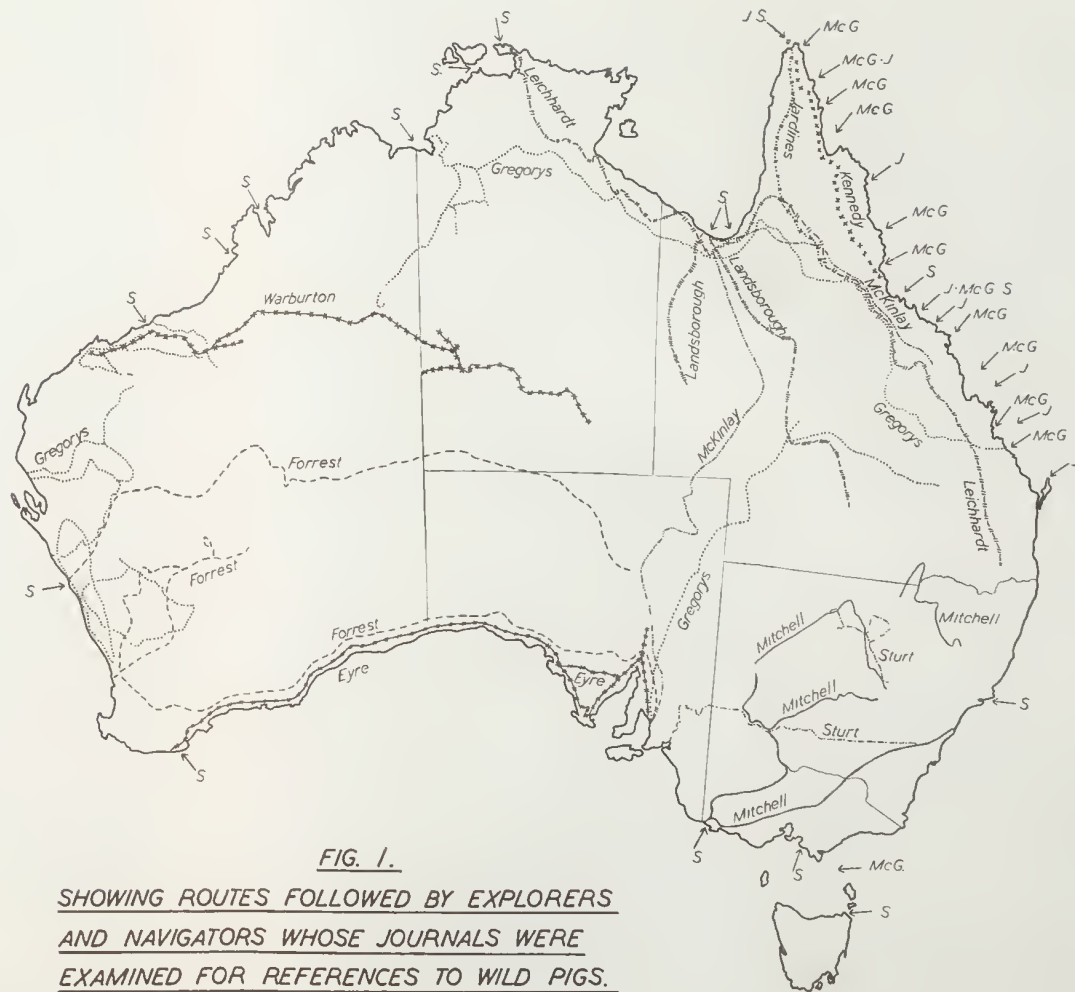 S
J S
McG
S
McG·J
S.
Leichhardt
McG
McG
Jardines
S
Gregorys
J
Kennedy
S
S
McG
S
McG
S
Landsborough
McKinlay
J·McG S
J
Warburton
S
McG
Landsborough
McG
J
McKinlay
Gregorys
McG
J
McG
Gregorys
Forrest
Leichhardt
S
Forrest
Gregorys
Mitchell
Mitchell
Forrest
Sturt
Eyre
Eyre
Mitchell
S
Sturt
S
Mitchell
S
S
McG.
S
FIG. 1.
SHOWING ROUTES FOLLOWED BY EXPLORERS
AND NAVIGATORS WHOSE JOURNALS WERE
EXAMINED FOR REFERENCES TO WILD PIGS.